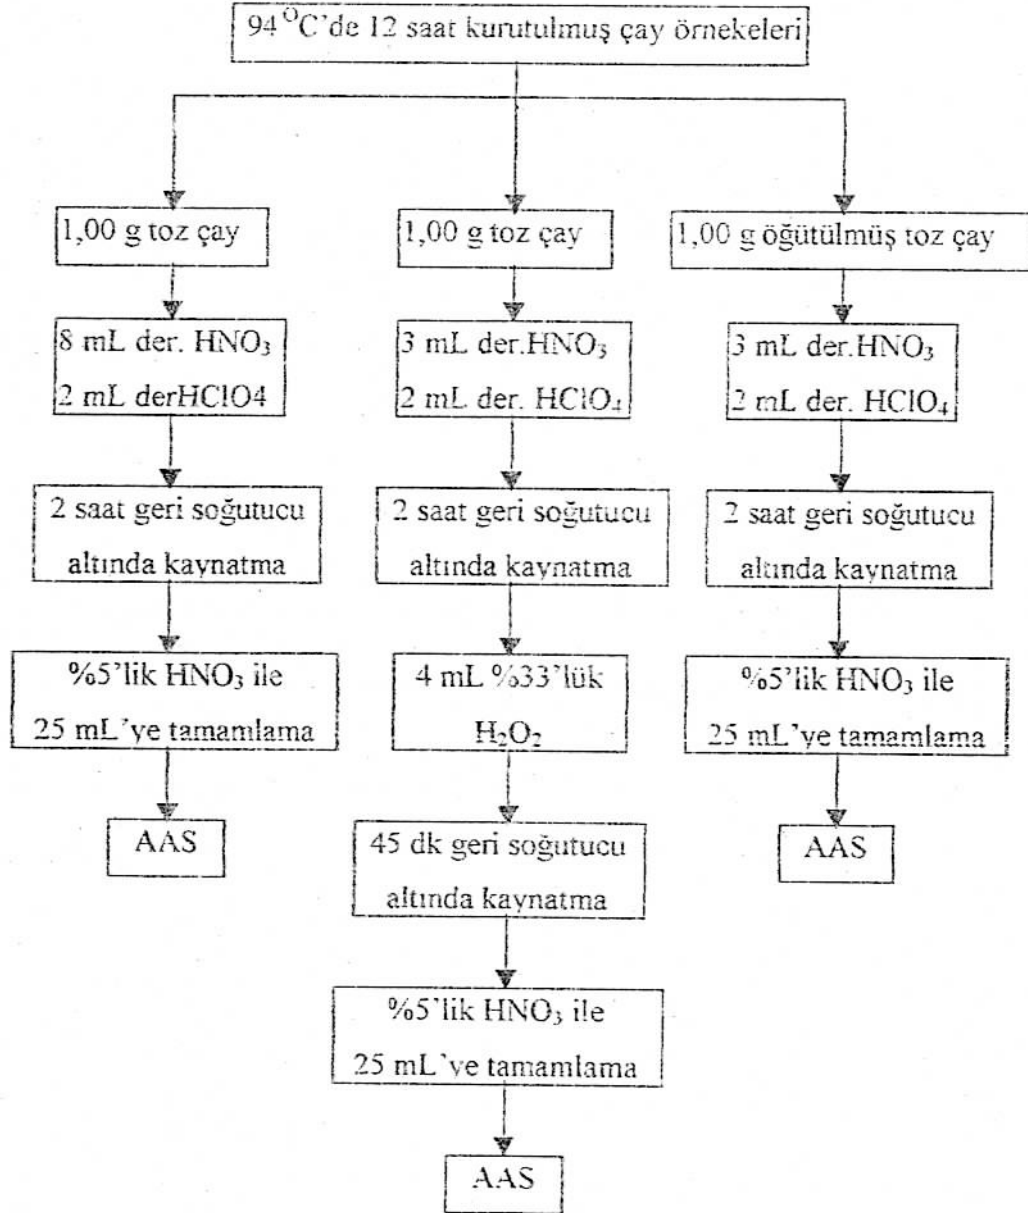 94 °C'de 12 saat kurutulmuş çay örnekeleri
1,00 g toz çay
8 mL der. HNO₃
2 mL derHClO4
2 saat geri soğutucu
altında kaynatma
%5'lik HNO₃ ile
25 mL'ye tamamlama
AAS
1,00 g toz çay
3 mL der.HNO₃
2 mL der. HClO₄
2 saat geri soğutucu
altında kaynatma
4 mL %33'lük
H₂O₂
45 dk geri soğutucu
altında kaynatma
%5'lik HNO₃ ile
25 mL'ye tamamlama
AAS
1,00 g öğütülmüş toz çay
3 mL der.HNO₃
2 mL der. HClO₄
2 saat geri soğutucu
altında kaynatma
%5'lik HNO₃ ile
25 mL'ye tamamlama
AAS